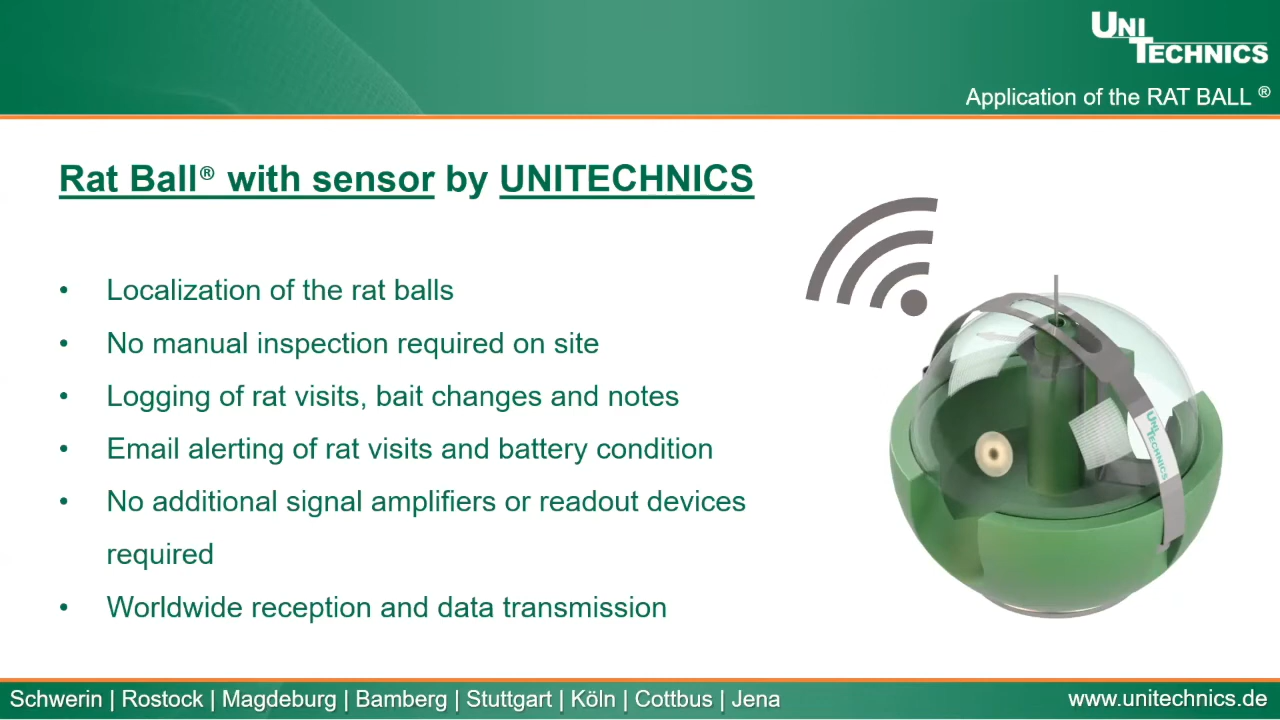 UNI
TECHNICS
Application of the RAT BALL ®
Rat Ball® with sensor by UNITECHNICS
• Localization of the rat balls
• No manual inspection required on site
• Logging of rat visits, bait changes and notes
• Email alerting of rat visits and battery condition
• No additional signal amplifiers or readout devices
required
• Worldwide reception and data transmission
UNI
TECHNICS
Schwerin | Rostock | Magdeburg | Bamberg | Stuttgart | Köln | Cottbus | Jena
www.unitechnics.de